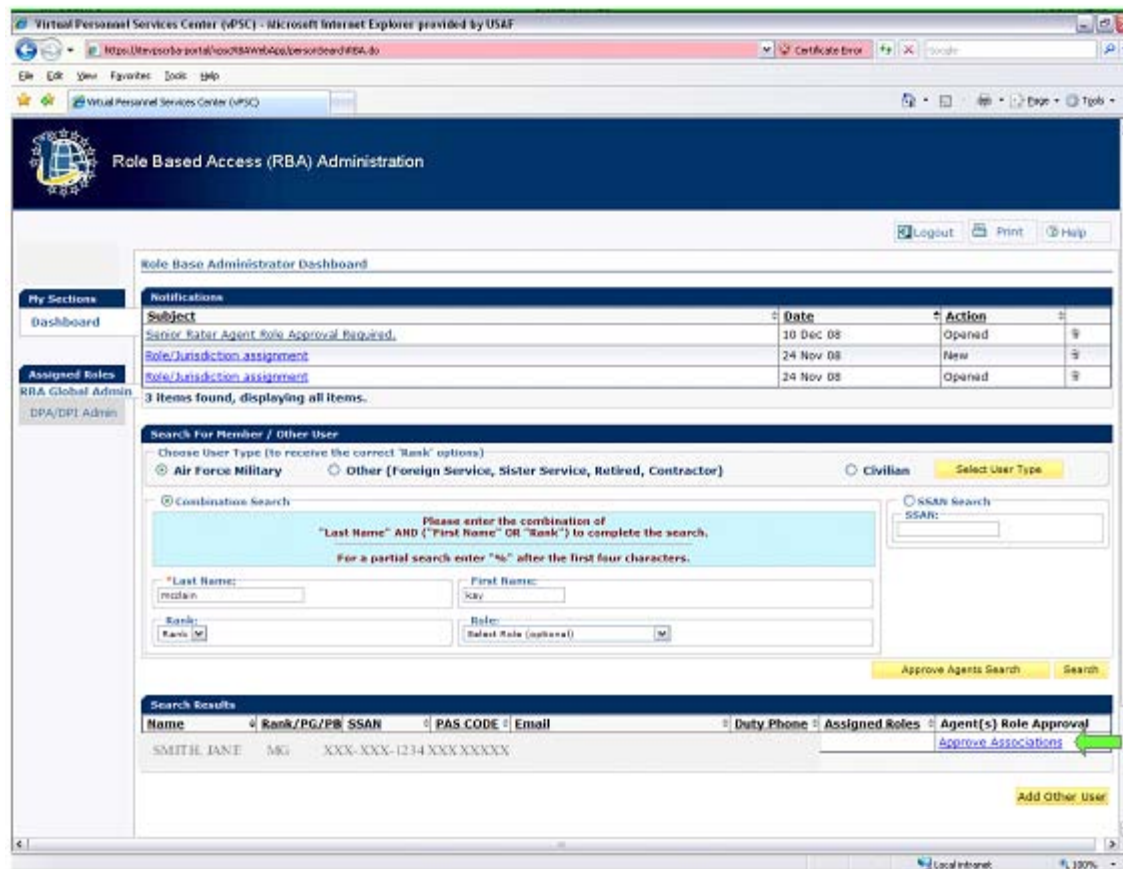 Virtual Personnel Services Center (vPSC) - Microsoft Internet Explorer provided by USAF
Certificate Error
Google
File Edit View Favorites Tools Help
Virtual Personnel Services Center (vPSC)
Page Tools
Role Based Access (RBA) Administration
Logout Print Help
Role Base Administrator Dashboard
My Sections
Dashboard
Assigned Roles
RBA Global Admin
DPA/DPI Admin
Notifications
Subject Date Action
Senior Rater Agent Role Approval Required. 10 Dec 08 Opened
Role/Jurisdiction assignment 24 Nov 08 New
Role/Jurisdiction assignment 24 Nov 08 Opened
3 items found, displaying all items.
Search For Member / Other User
Choose User Type (to receive the correct 'Rank' options)
Air Force Military Other (Foreign Service, Sister Service, Retired, Contractor) Civilian Select User Type
Combination Search
Please enter the combination of
"Last Name" AND ("First Name" OR "Rank") to complete the search.
For a partial search enter "%" after the first four characters.
SSAN Search
SSAN:
*Last Name: First Name:
kay
Rank: Role:
Rank Select Role (optional)
Approve Agents Search Search
Search Results
Name Rank/PG/PB SSAN PAS CODE Email Duty Phone Assigned Roles Agent(s) Role Approval
SMITH, JANE MG XXX-XXX-1234 XXX XXXXX Approve Associations
Add Other User
Local intranet 100%